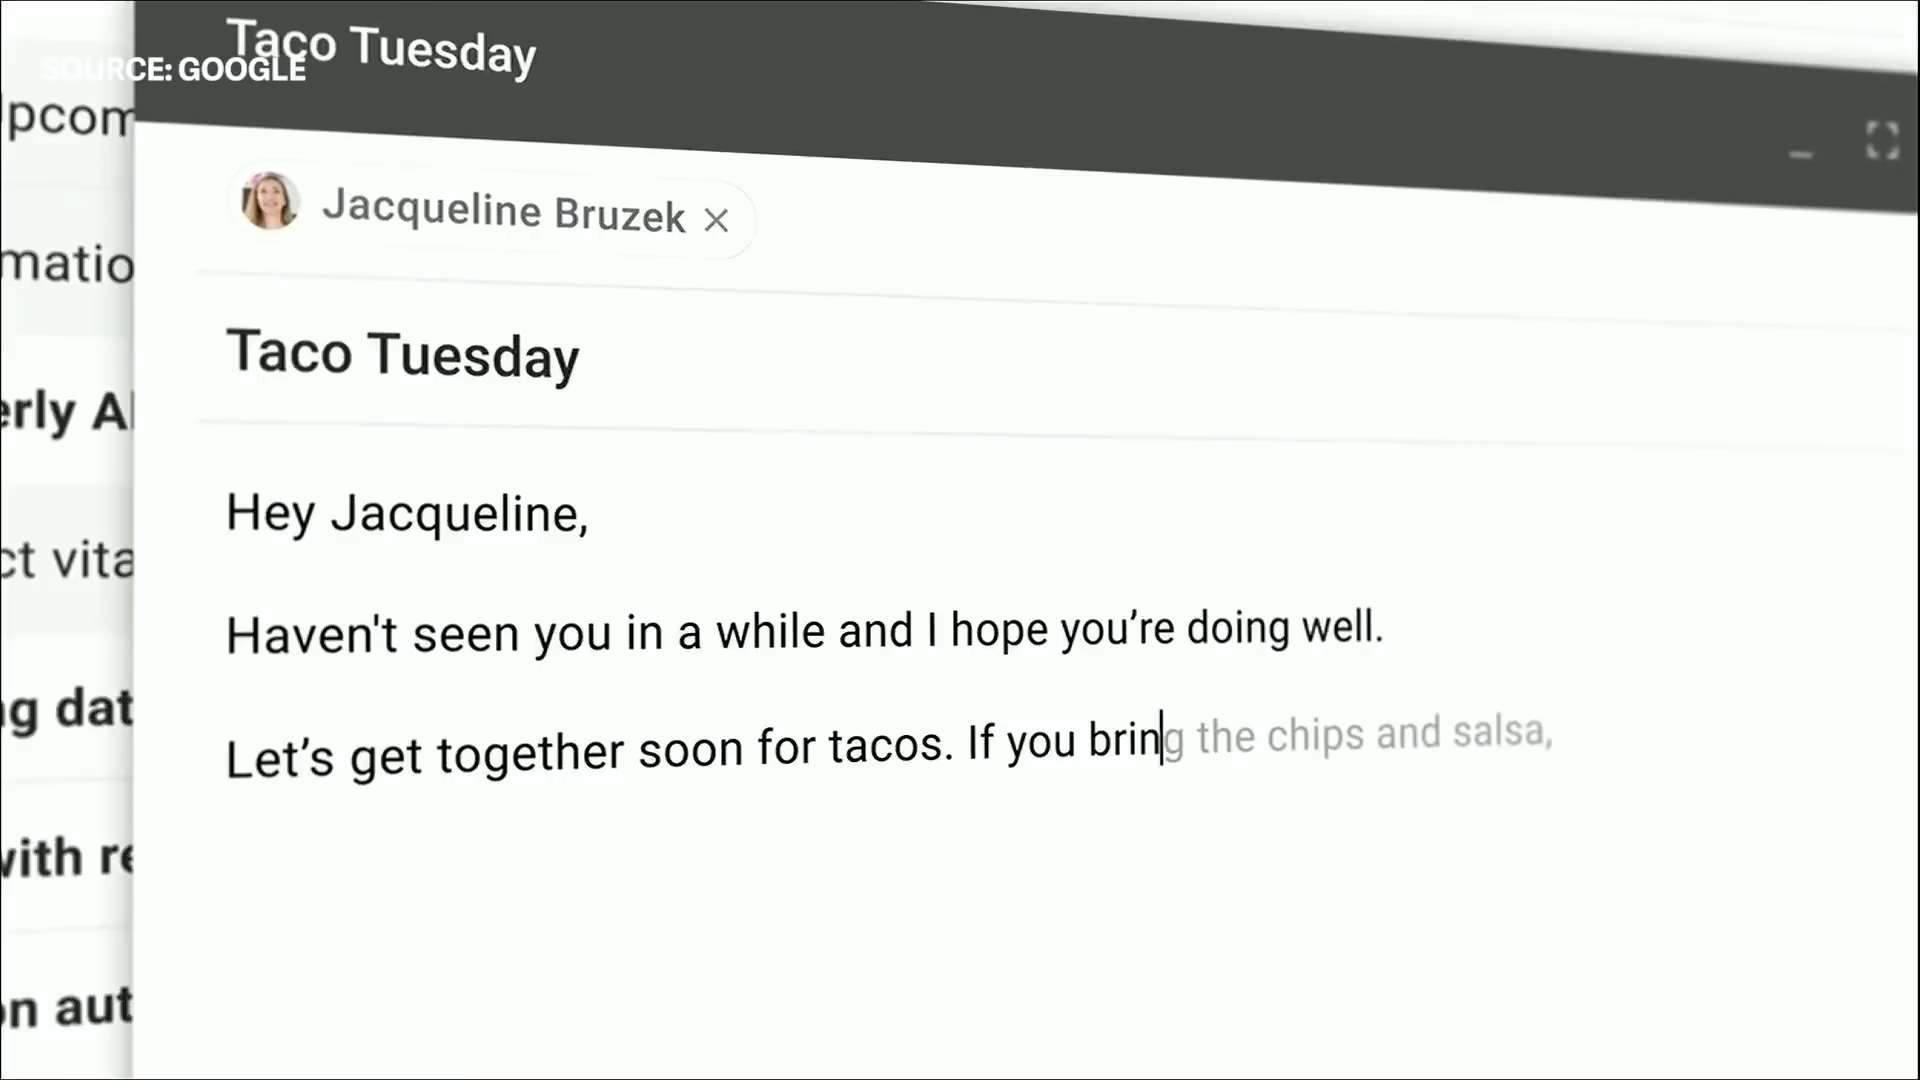 Taco Tuesday
SOURCE: GOOGLE
Jacqueline Bruzek
Taco Tuesday
Hey Jacqueline,
Haven't seen you in a while and I hope you’re doing well.
Let’s get together soon for tacos. If you bring the chips and salsa,
with